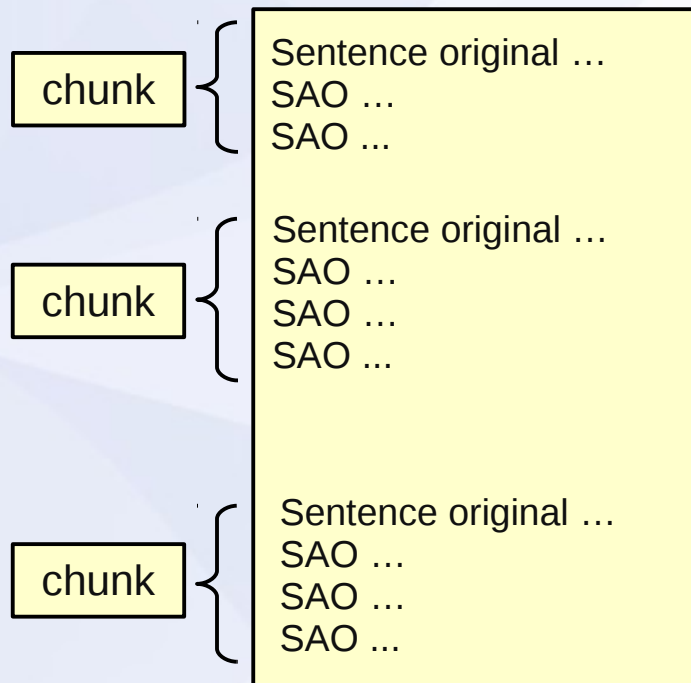 chunk
Sentence original …
SAO …
SAO ...
chunk
Sentence original …
SAO …
SAO …
SAO ...
chunk
Sentence original …
SAO …
SAO …
SAO ...